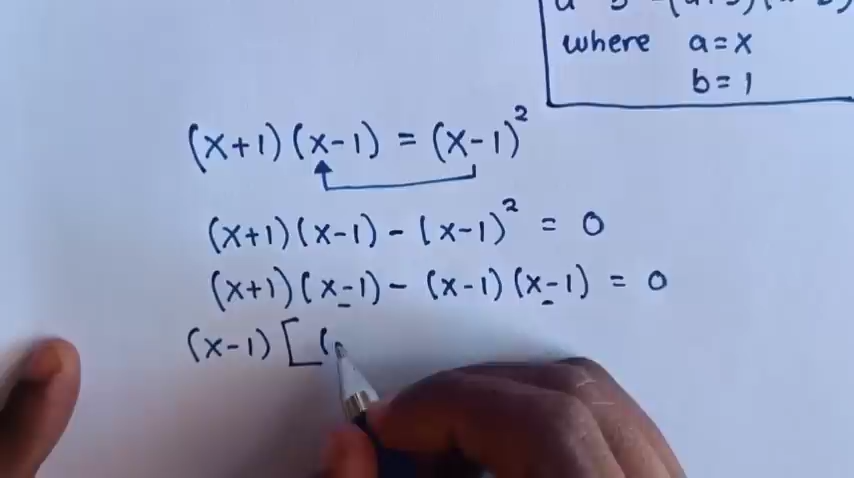 where a=x
b=1
(x+1)(x-1) = (x-1)²
(x+1)(x-1) - (x-1)² = 0
(x+1)(x-1) - (x-1)(x-1) = 0
(x-1)[(